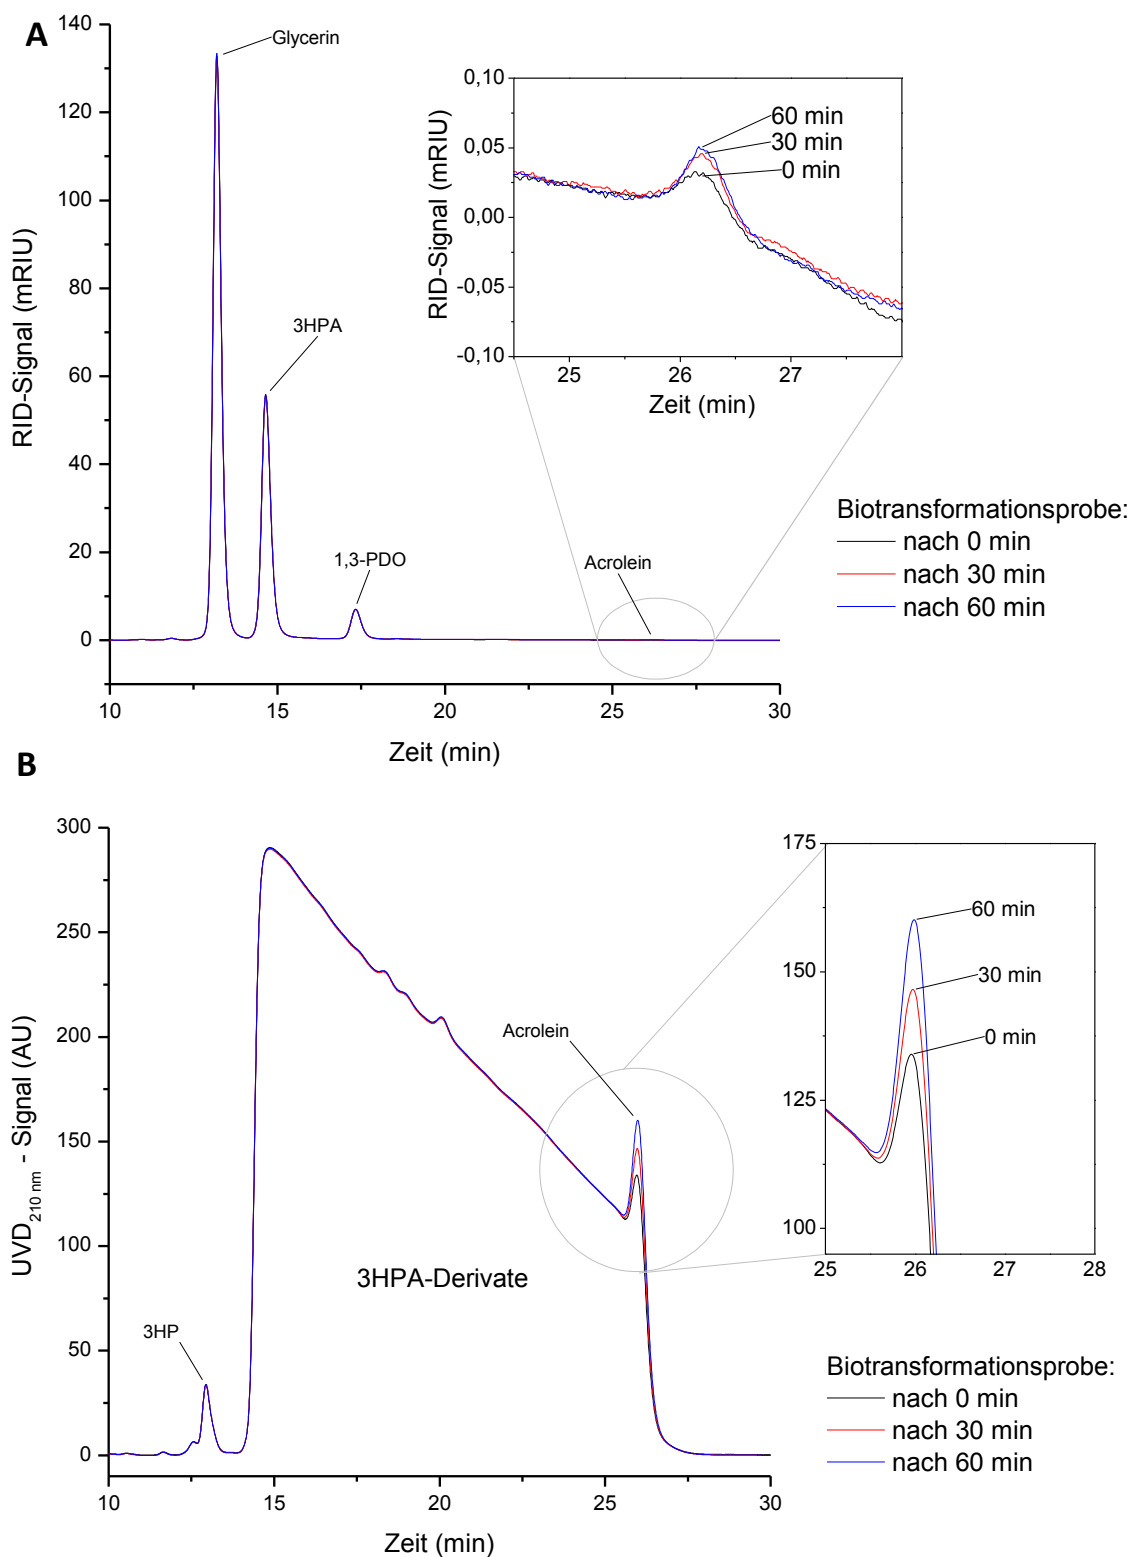 A
Glycerin
3HPA
1,3-PDO
Acrolein
RID-Signal (mRIU)
140
120
100
80
60
40
20
0
10
15
20
25
30
Zeit (min)
0,10
0,05
0,00
-0,05
-0,10
RID-Signal (mRIU)
60 min
30 min
0 min
25
26
27
Zeit (min)
Biotransformationsprobe:
nach 0 min
nach 30 min
nach 60 min
B
300
250
200
150
100
50
0
UVD210 nm - Signal (AU)
3HP
3HPA-Derivate
Acrolein
10
15
20
25
30
Zeit (min)
175
150
125
100
60 min
30 min
0 min
25
26
27
28
Biotransformationsprobe:
nach 0 min
nach 30 min
nach 60 min